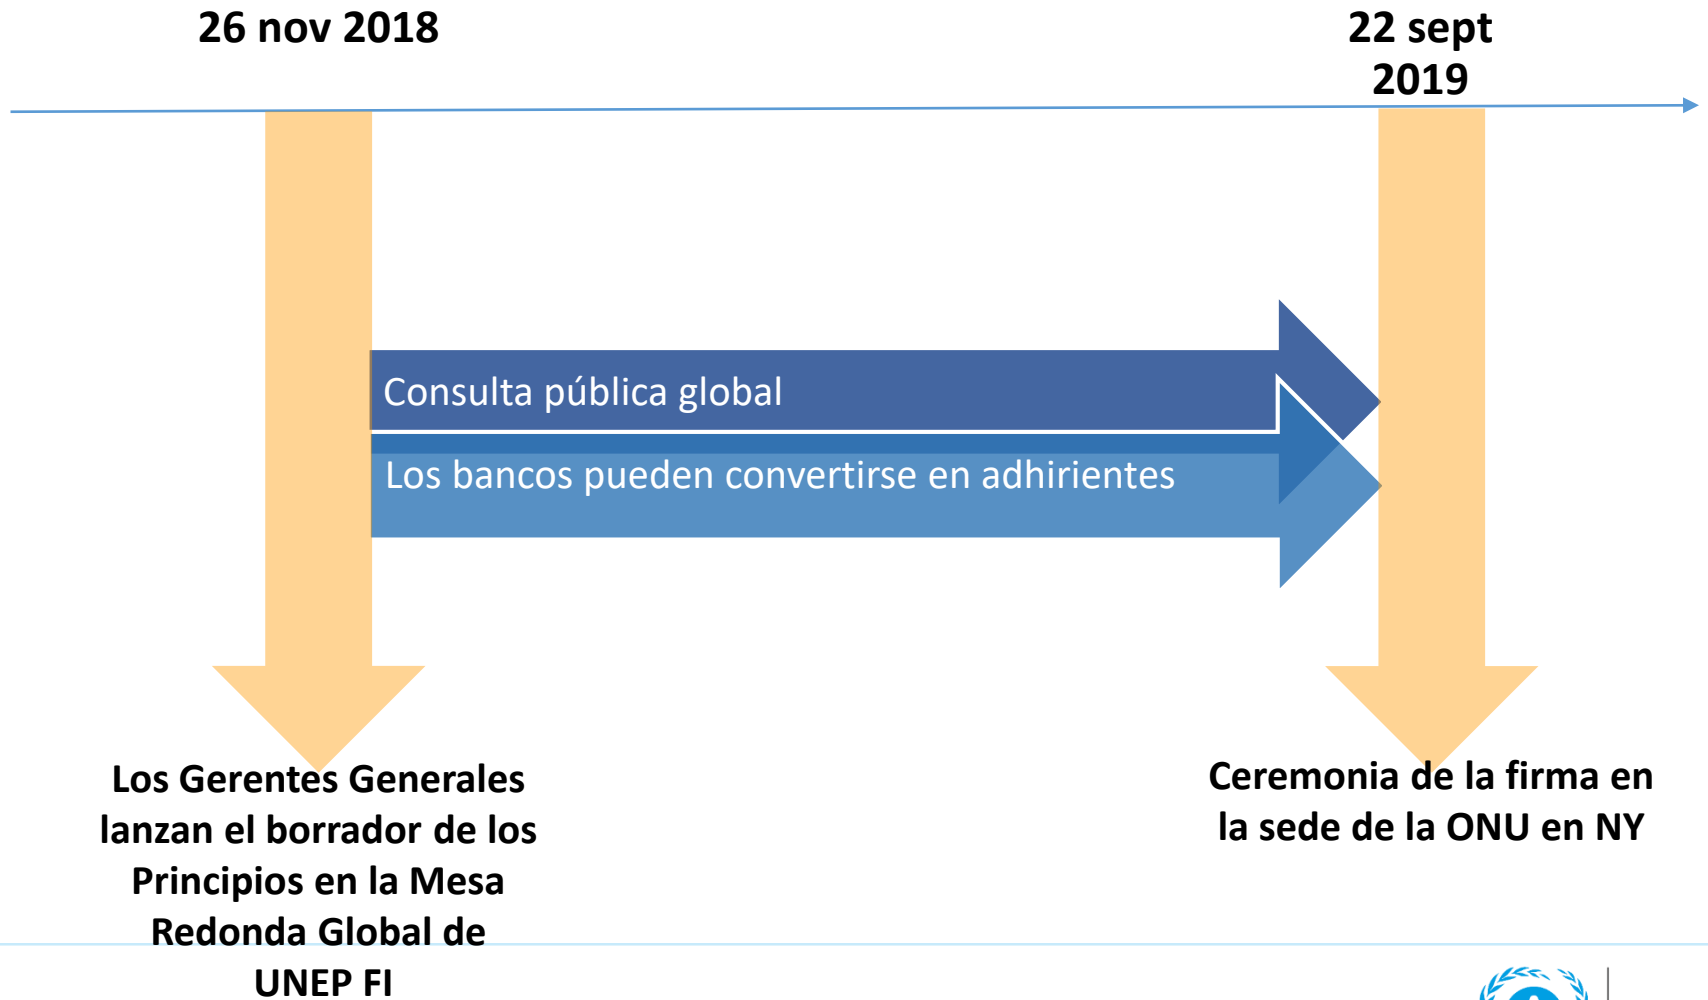 26 nov 2018
22 sept
2019
Consulta pública global
Los bancos pueden convertirse en adhirientes
Los Gerentes Generales
lanzan el borrador de los
Principios en la Mesa
Redonda Global de
UNEP FI
Ceremonia de la firma en
la sede de la ONU en NY